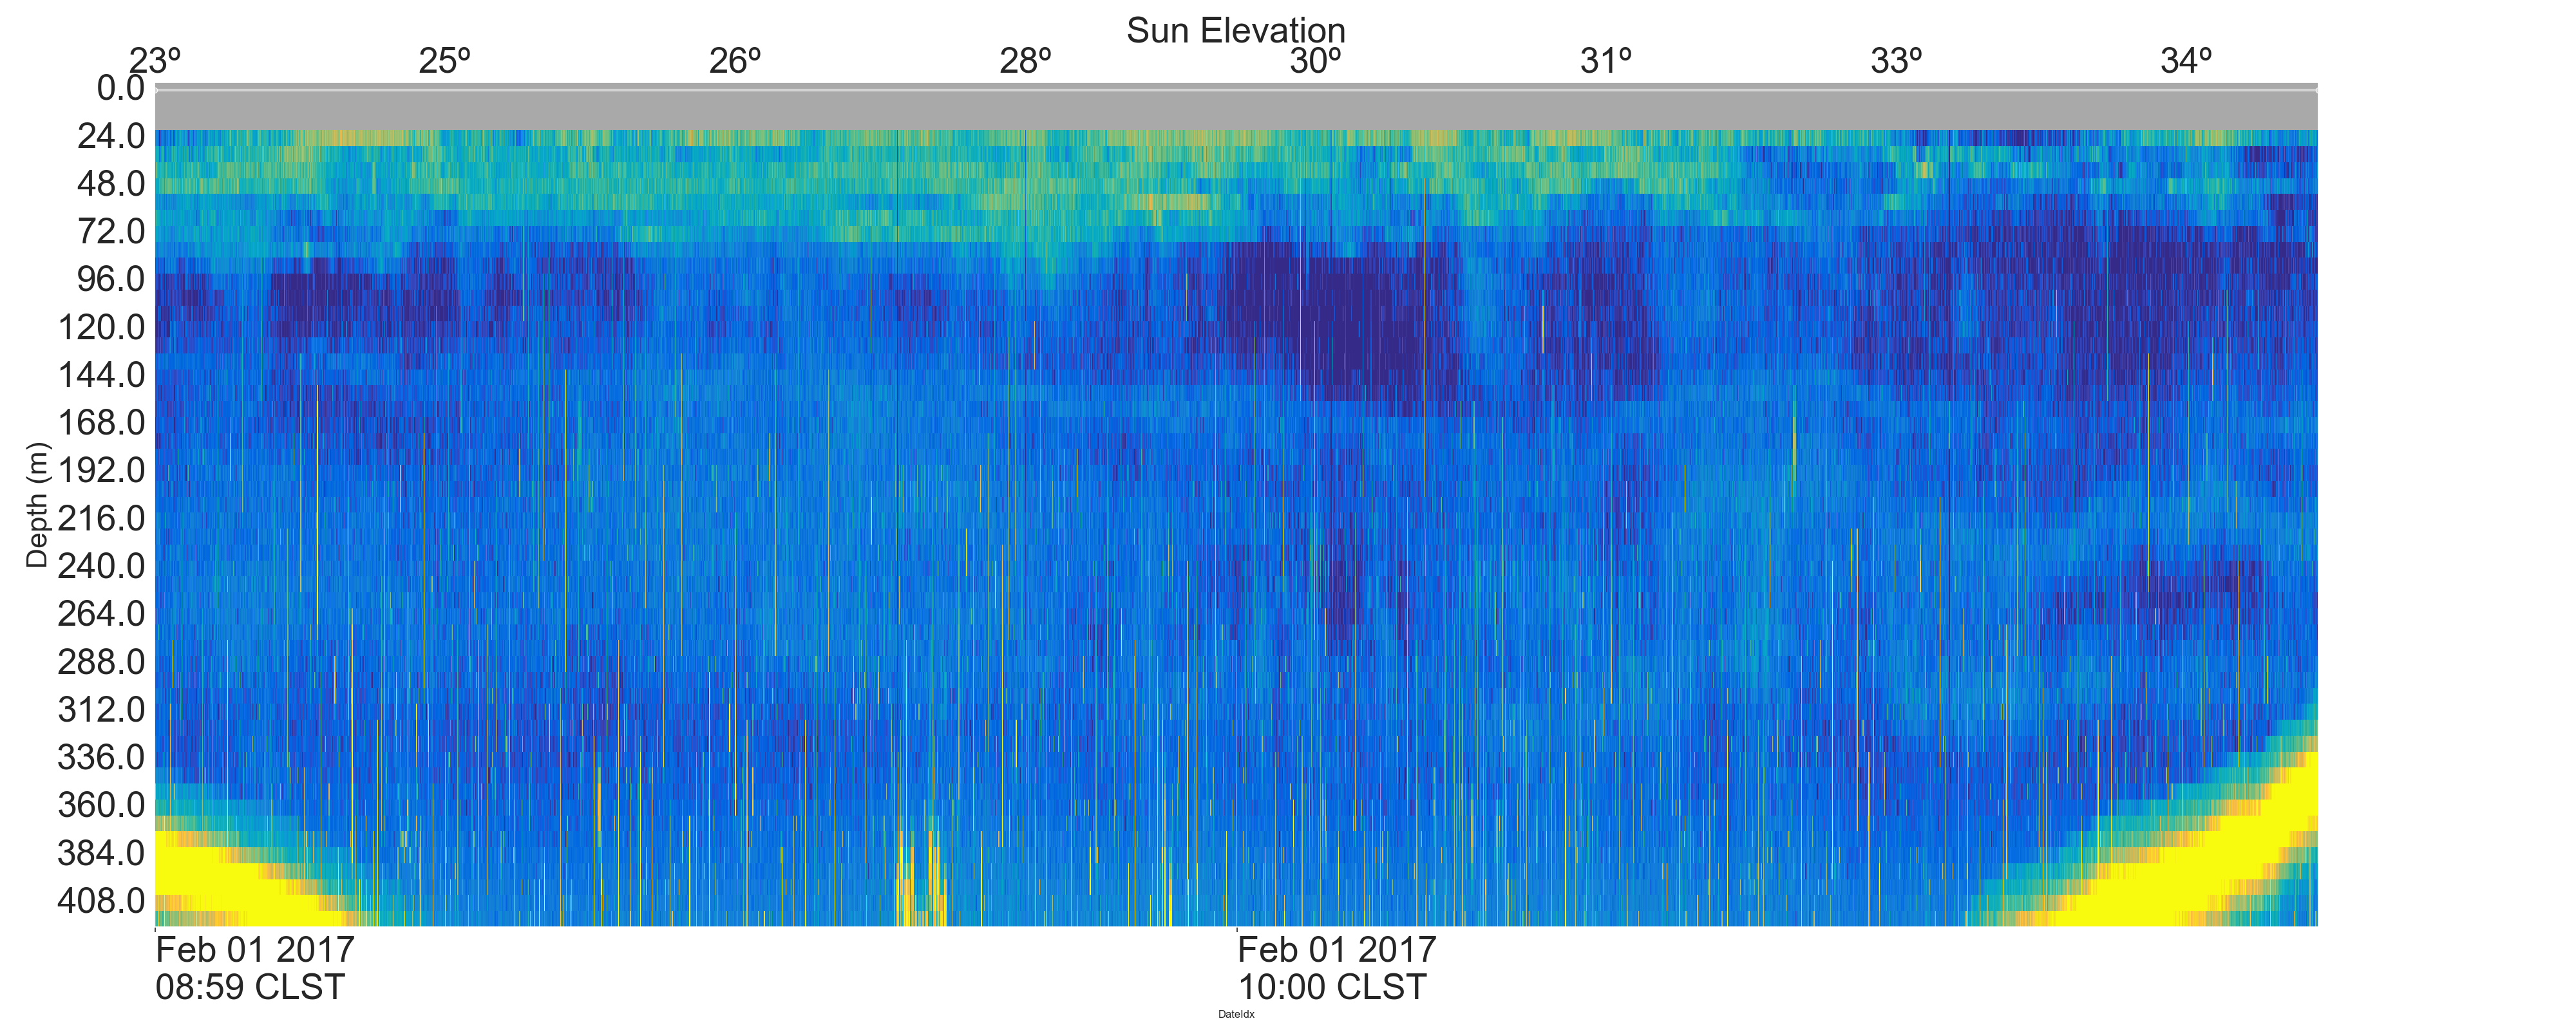 Sun Elevation
23º 25º 26º 28º 30º 31º 33º 34º
0.0
24.0
48.0
72.0
96.0
120.0
144.0
168.0
192.0
216.0
240.0
264.0
288.0
312.0
336.0
360.0
384.0
408.0
Depth (m)
Feb 01 2017
08:59 CLST
Feb 01 2017
10:00 CLST
DateIdx